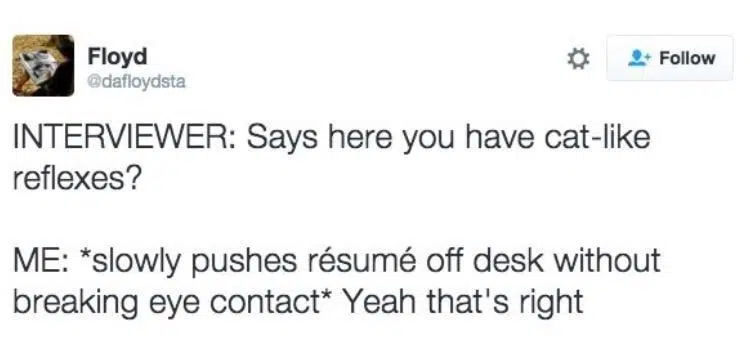 Floyd
@dafloydsta
Follow
INTERVIEWER: Says here you have cat-like
reflexes?
ME: *slowly pushes résumé off desk without
breaking eye contact* Yeah that's right